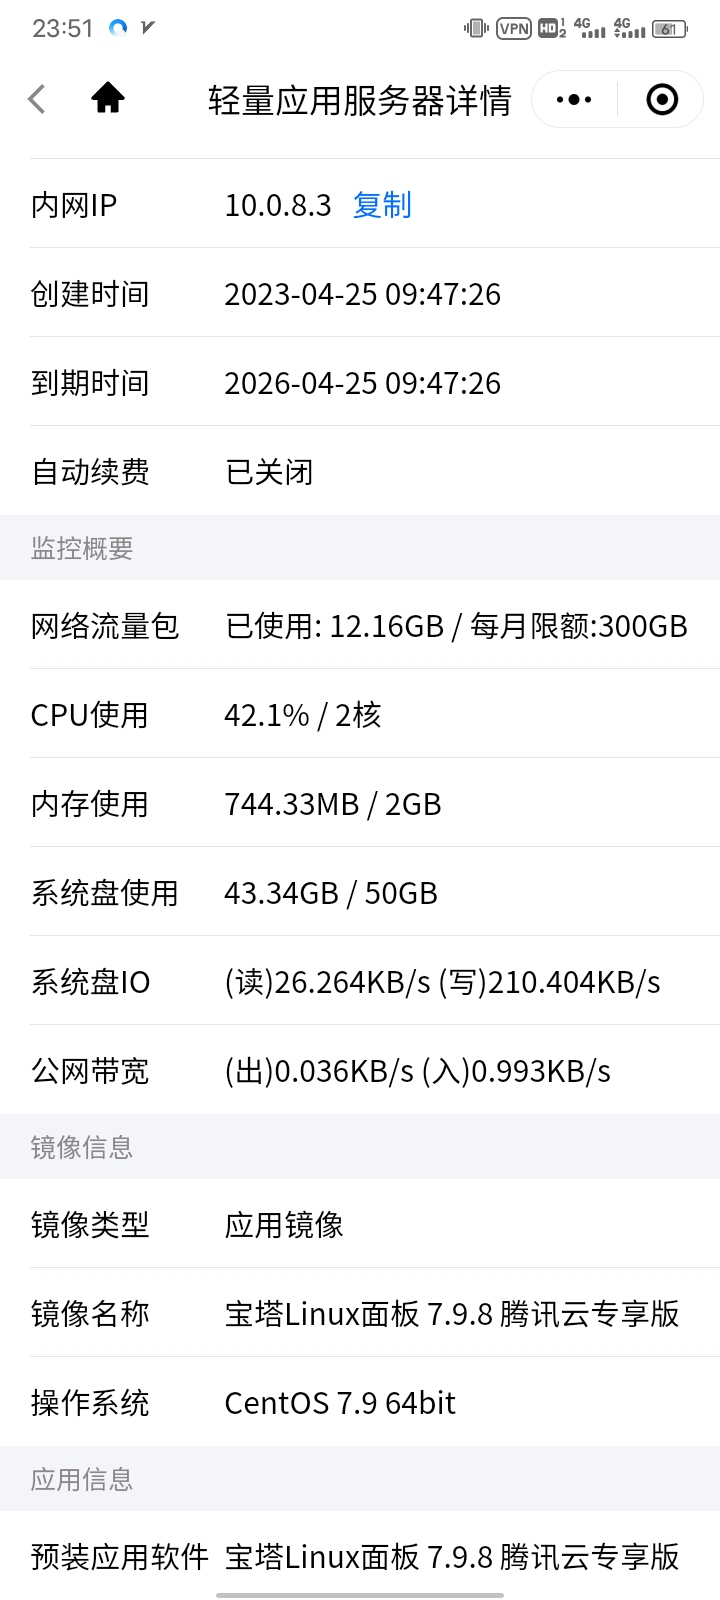 23:51 VPN HD 1 2 4G 4G 61
轻量应用服务器详情
内网IP 10.0.8.3 复制
创建时间 2023-04-25 09:47:26
到期时间 2026-04-25 09:47:26
自动续费 已关闭
监控概要
网络流量包 已使用: 12.16GB / 每月限额:300GB
CPU使用 42.1% / 2核
内存使用 744.33MB / 2GB
系统盘使用 43.34GB / 50GB
系统盘IO (读)26.264KB/s (写)210.404KB/s
公网带宽 (出)0.036KB/s (入)0.993KB/s
镜像信息
镜像类型 应用镜像
镜像名称 宝塔Linux面板 7.9.8 腾讯云专享版
操作系统 CentOS 7.9 64bit
应用信息
预装应用软件 宝塔Linux面板 7.9.8 腾讯云专享版